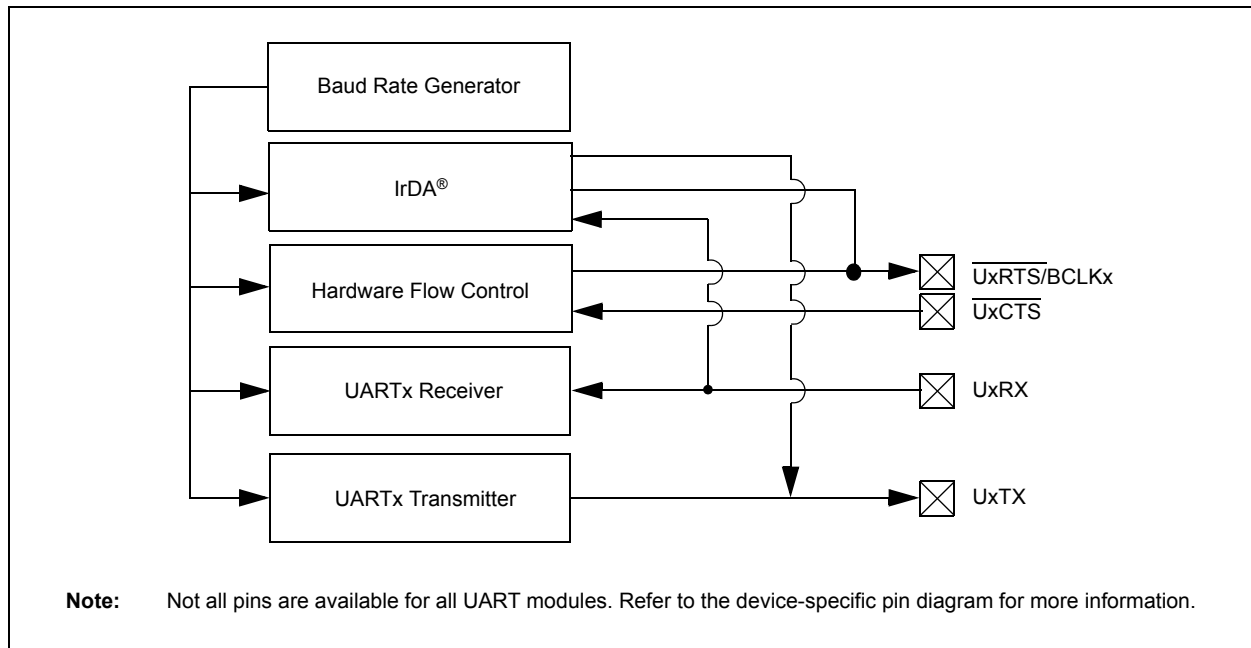 Baud Rate Generator
IrDA®
Hardware Flow Control
UxRTS/BCLKx
UxCTS
UARTx Receiver
UxRX
UARTx Transmitter
UxTX
Note: Not all pins are available for all UART modules. Refer to the device-specific pin diagram for more information.